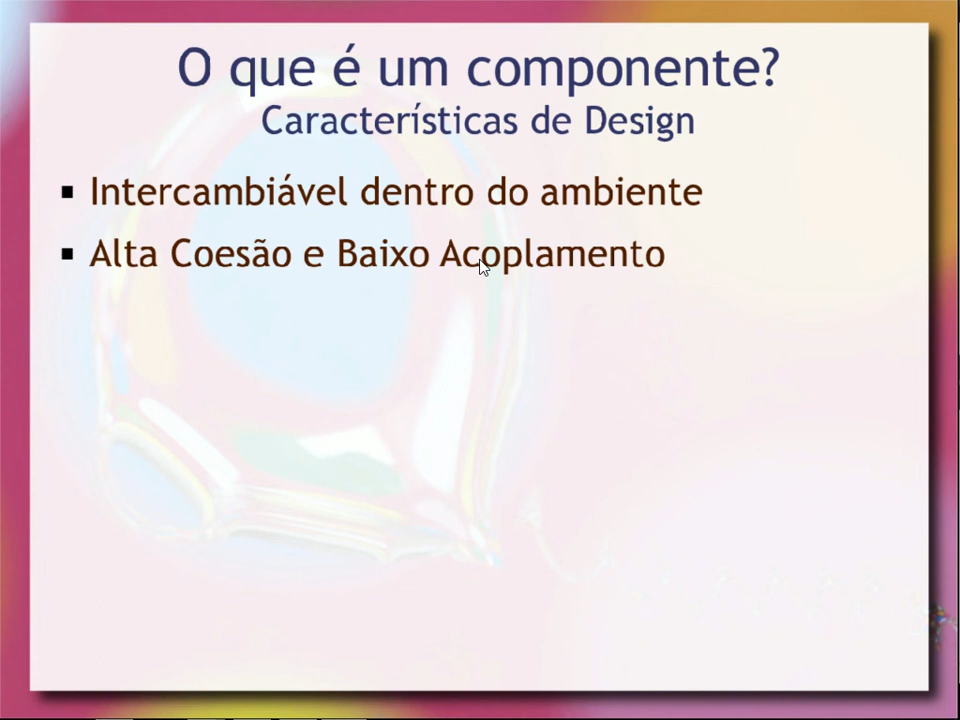 O que é um componente?
Características de Design
▪ Intercambiável dentro do ambiente
▪ Alta Coesão e Baixo Acoplamento